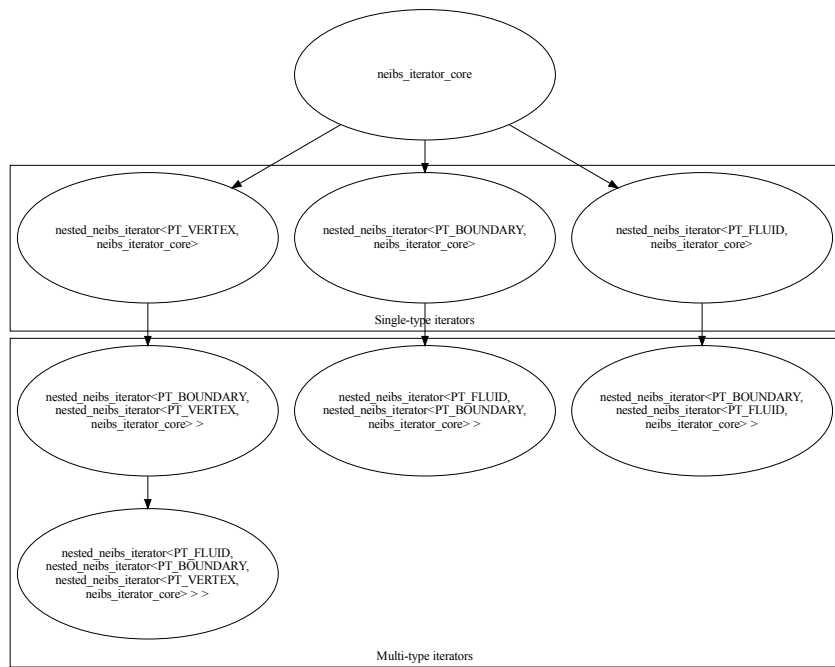 neibs_iterator_core
nested_neibs_iterator<PT_VERTEX,
neibs_iterator_core>
nested_neibs_iterator<PT_BOUNDARY,
neibs_iterator_core>
nested_neibs_iterator<PT_FLUID,
neibs_iterator_core>
Single-type iterators
nested_neibs_iterator<PT_BOUNDARY,
nested_neibs_iterator<PT_VERTEX,
neibs_iterator_core> >
nested_neibs_iterator<PT_FLUID,
nested_neibs_iterator<PT_BOUNDARY,
neibs_iterator_core> >
nested_neibs_iterator<PT_BOUNDARY,
nested_neibs_iterator<PT_FLUID,
neibs_iterator_core> >
nested_neibs_iterator<PT_FLUID,
nested_neibs_iterator<PT_BOUNDARY,
nested_neibs_iterator<PT_VERTEX,
neibs_iterator_core> > >
Multi-type iterators